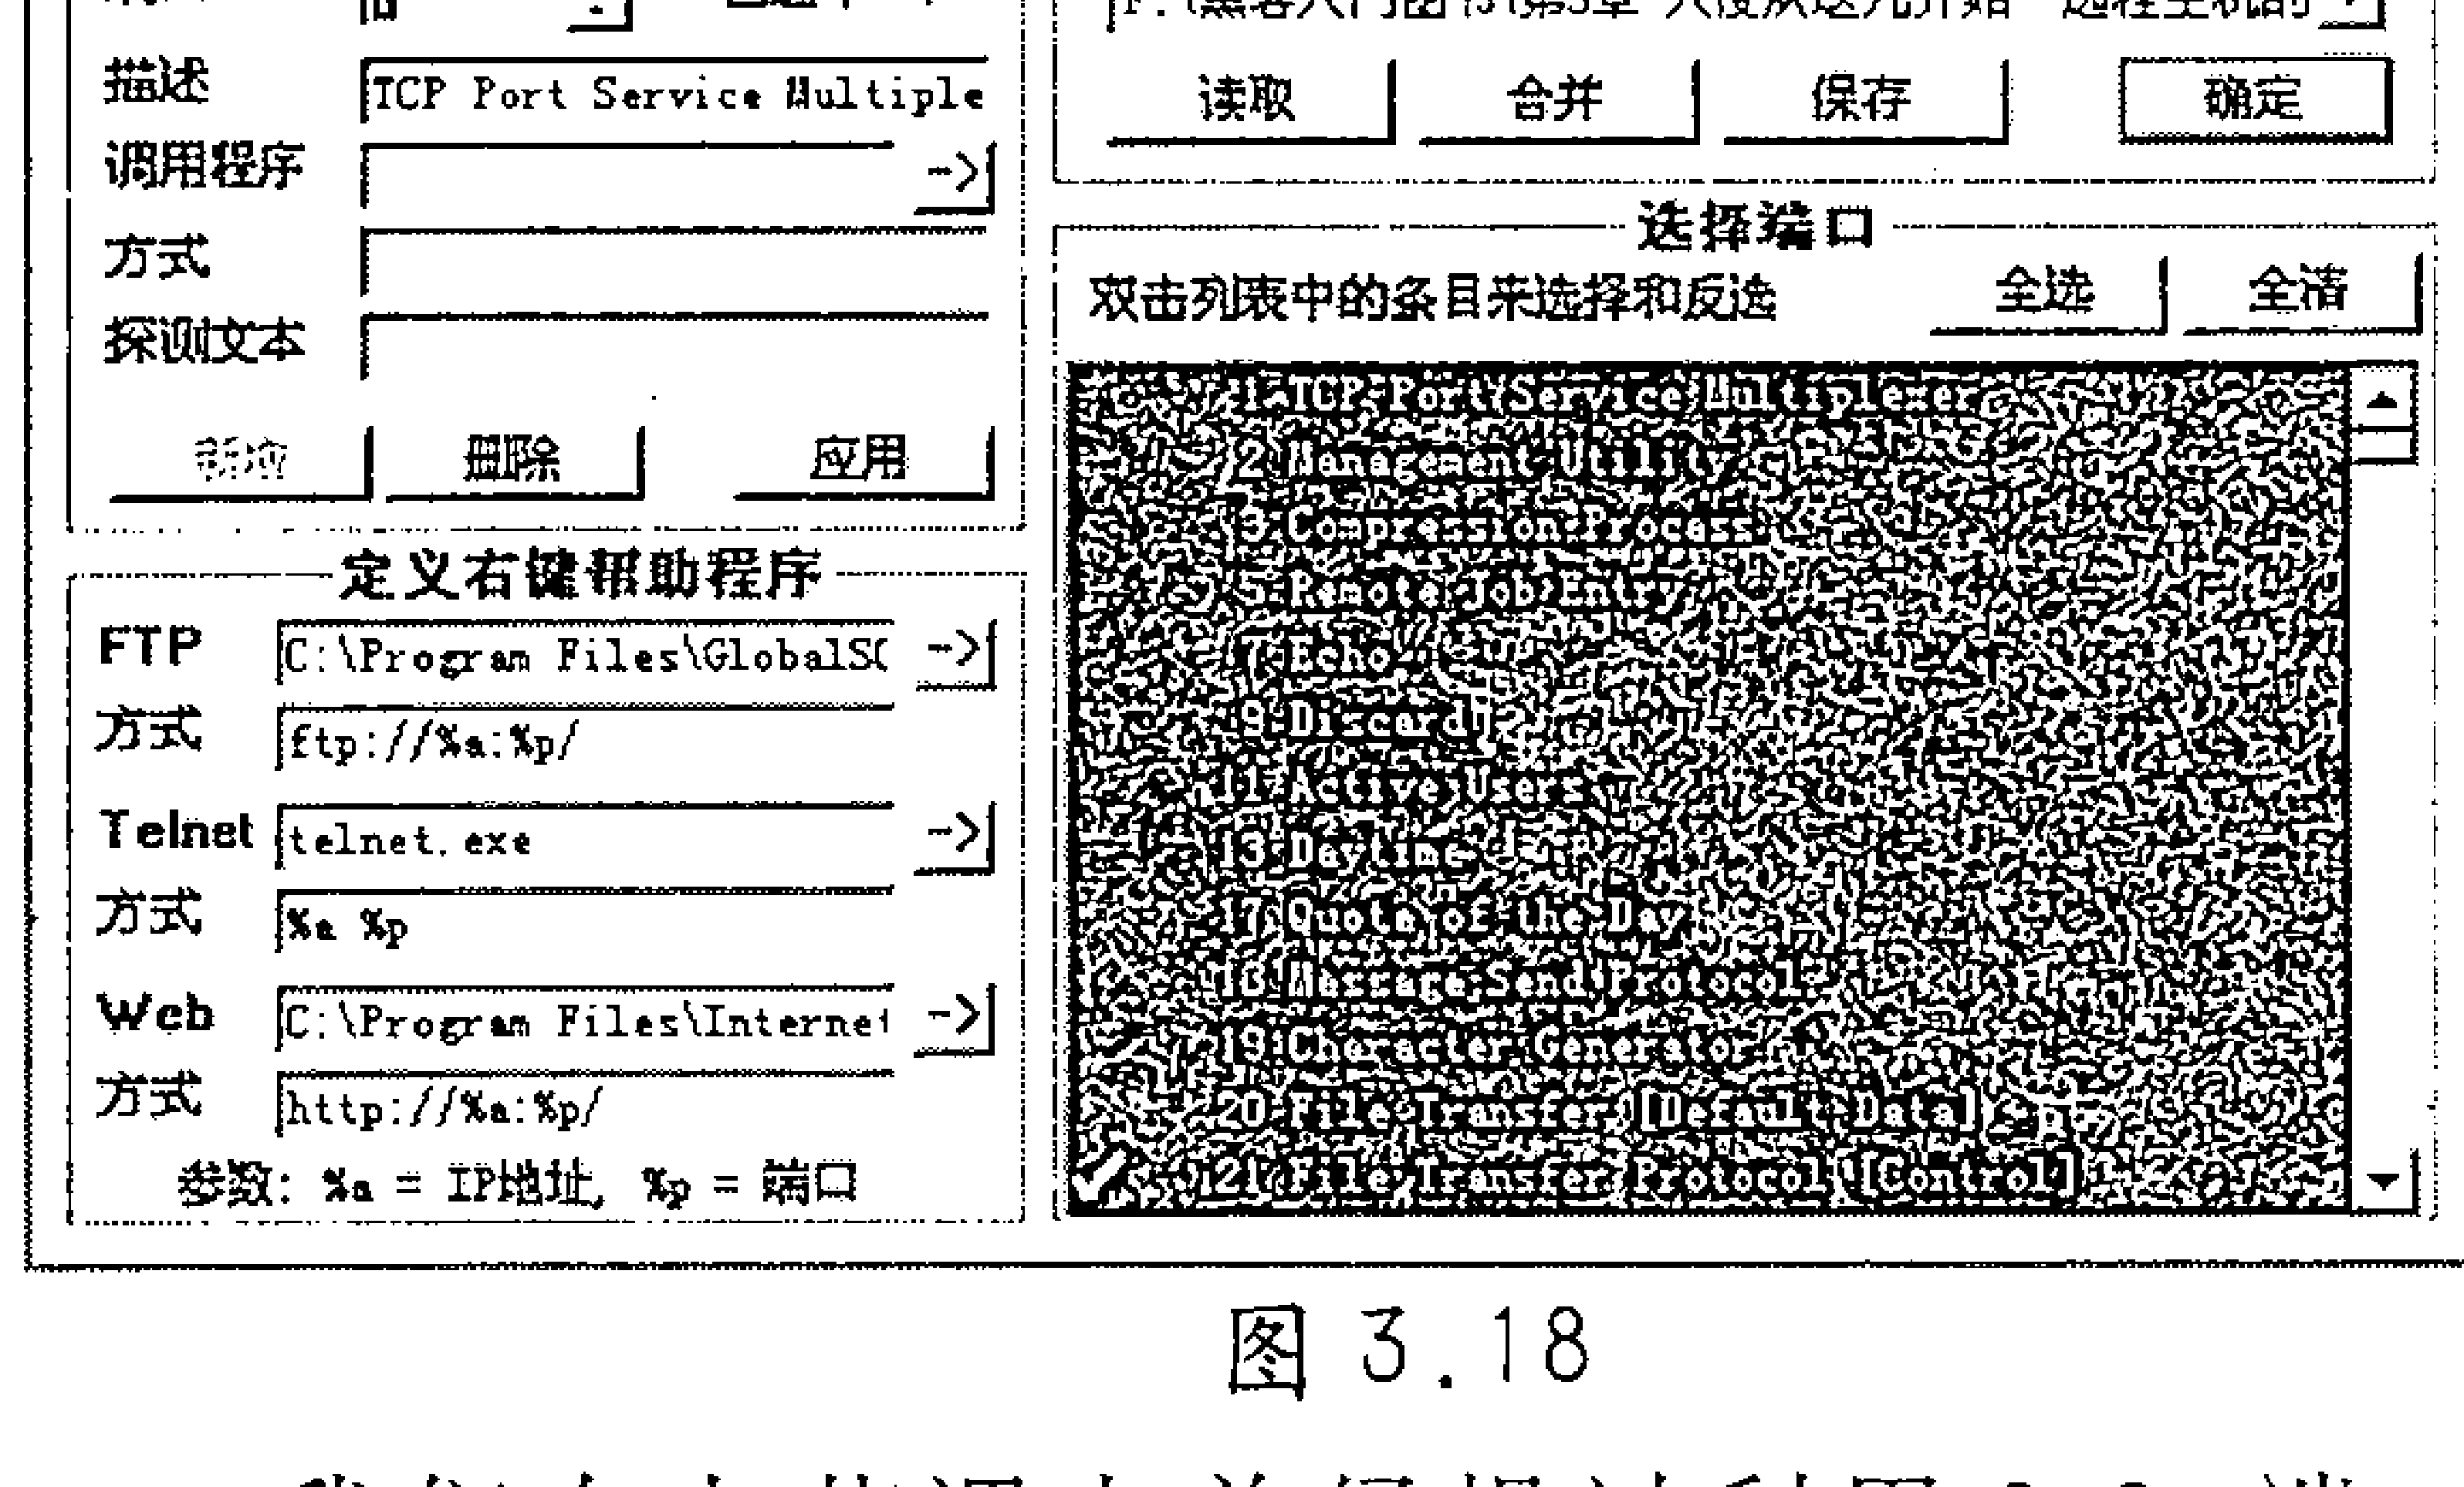 描述 TCP Port Service Multiple
调用程序 ->
方式
探测文本
删除 应用
定义右键帮助程序
FTP C:\Program Files\GlobalSC ->
方式 ftp://%a:%p/
Telnet telnet.exe ->
方式 %a %p
Web C:\Program Files\Internet ->
方式 http://%a:%p/
参数: %a = IP地址, %p = 端口
读取 合并 保存 确定
选择端口
双击列表中的条目来选择和反选 全选 全清
1 TCP Port Service Multiplexer
2 Management Utility
3 Compression Process
5 Remote Job Entry
7 Echo
9 Discard
11 Active Users
13 Daytime
17 Quote of the Day
18 Message Send Protocol
19 Character Generator
20 File Transfer [Default Data]
21 File Transfer Protocol [Control]
图 3.18